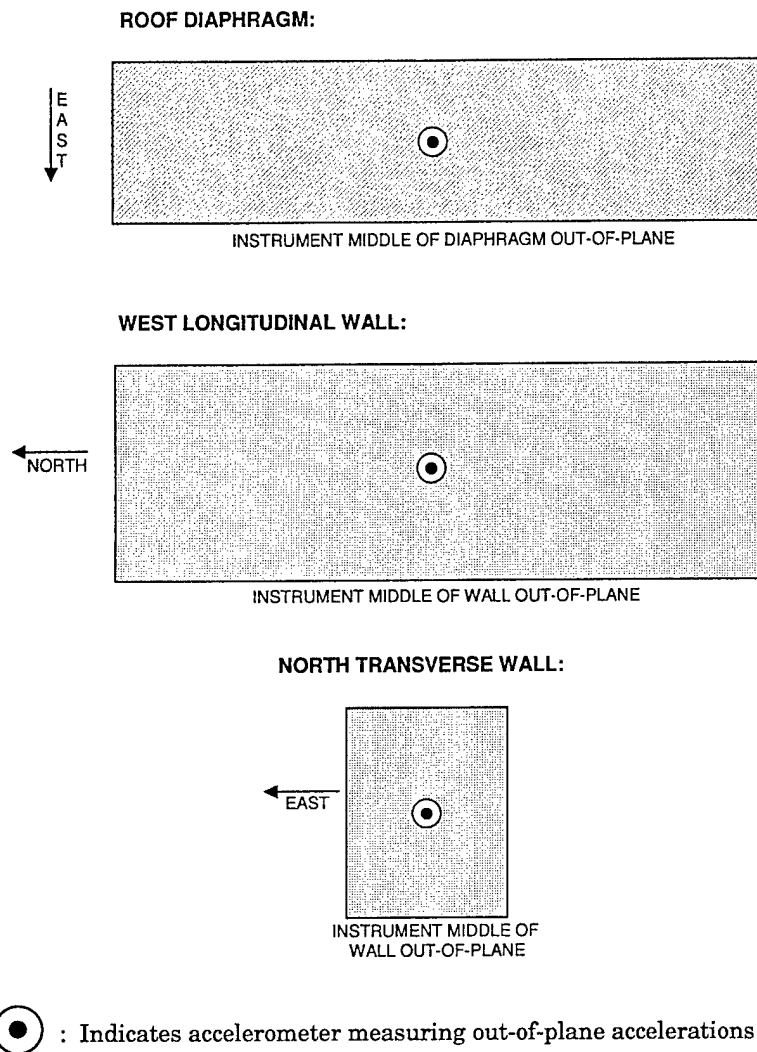 ROOF DIAPHRAGM:
EAST
INSTRUMENT MIDDLE OF DIAPHRAGM OUT-OF-PLANE
WEST LONGITUDINAL WALL:
NORTH
INSTRUMENT MIDDLE OF WALL OUT-OF-PLANE
NORTH TRANSVERSE WALL:
EAST
INSTRUMENT MIDDLE OF
WALL OUT-OF-PLANE
: Indicates accelerometer measuring out-of-plane accelerations